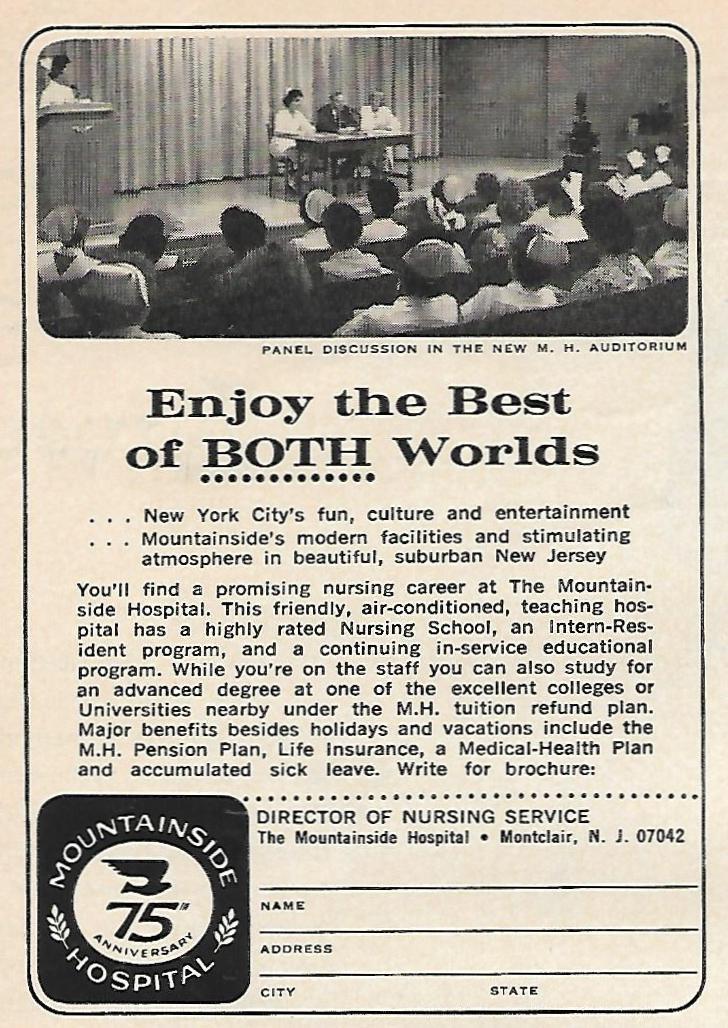 PANEL DISCUSSION IN THE NEW M. H. AUDITORIUM
Enjoy the Best
of BOTH Worlds
. . . New York City's fun, culture and entertainment
. . . Mountainside's modern facilities and stimulating
atmosphere in beautiful, suburban New Jersey
You'll find a promising nursing career at The Mountain-
side Hospital. This friendly, air-conditioned, teaching hos-
pital has a highly rated Nursing School, an Intern-Res-
ident program, and a continuing in-service educational
program. While you're on the staff you can also study for
an advanced degree at one of the excellent colleges or
Universities nearby under the M.H. tuition refund plan.
Major benefits besides holidays and vacations include the
M.H. Pension Plan, Life Insurance, a Medical-Health Plan
and accumulated sick leave. Write for brochure:
MOUNTAINSIDE
75TH
ANNIVERSARY
HOSPITAL
DIRECTOR OF NURSING SERVICE
The Mountainside Hospital • Montclair, N. J. 07042
NAME
ADDRESS
CITY STATE